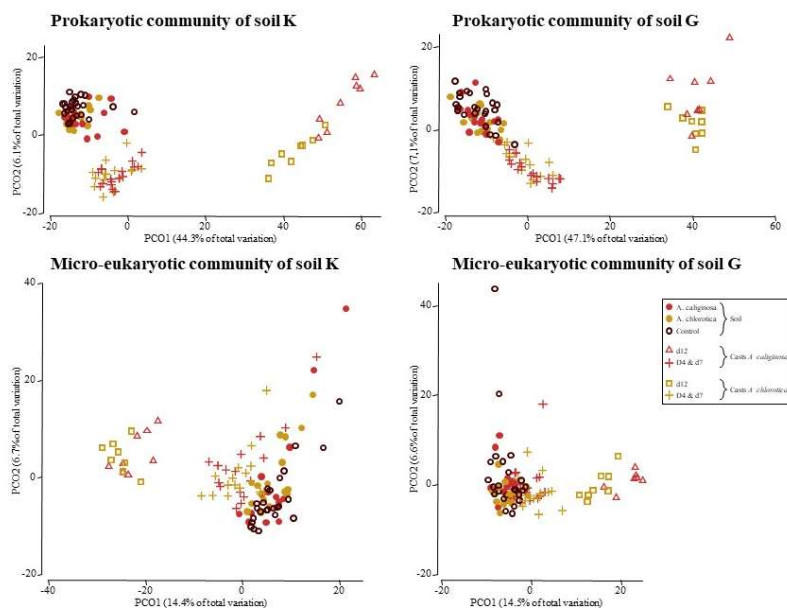 Prokaryotic community of soil K
20
0
-20
PCO2 (6.1% of total variation)
-20
0
20
40
60
PCO1 (44.3% of total variation)
Prokaryotic community of soil G
20
0
-20
PCO2 (7,1% of total variation)
-20
0
20
40
60
PCO1 (47.1% of total variation)
Micro-eukaryotic community of soil K
40
20
0
-20
PCO2 (6.7% of total variation)
-40
-20
0
20
PCO1 (14.4% of total variation)
Micro-eukaryotic community of soil G
40
20
0
-20
PCO2 (6.6% of total variation)
-20
0
20
PCO1 (14.5% of total variation)
A. caliginosa
A. chlorotica
Control
Soil
d12
D4 & d7
Casts A caliginosa
d12
D4 & d7
Casts A chlorotica